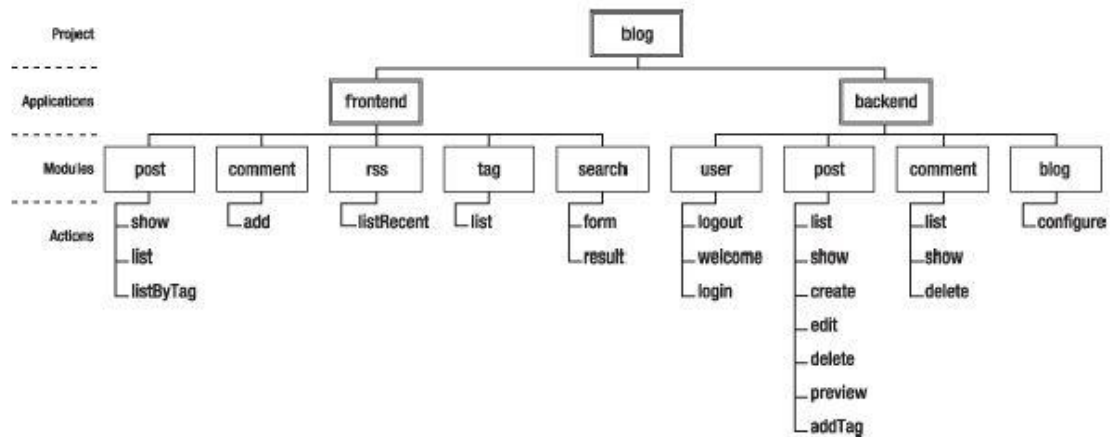 Project
blog
Applications
frontend
backend
Modules
post
comment
rss
tag
search
user
post
comment
blog
Actions
show
list
listByTag
add
listRecent
list
form
result
logout
welcome
login
list
show
create
edit
delete
preview
addTag
list
show
delete
configure